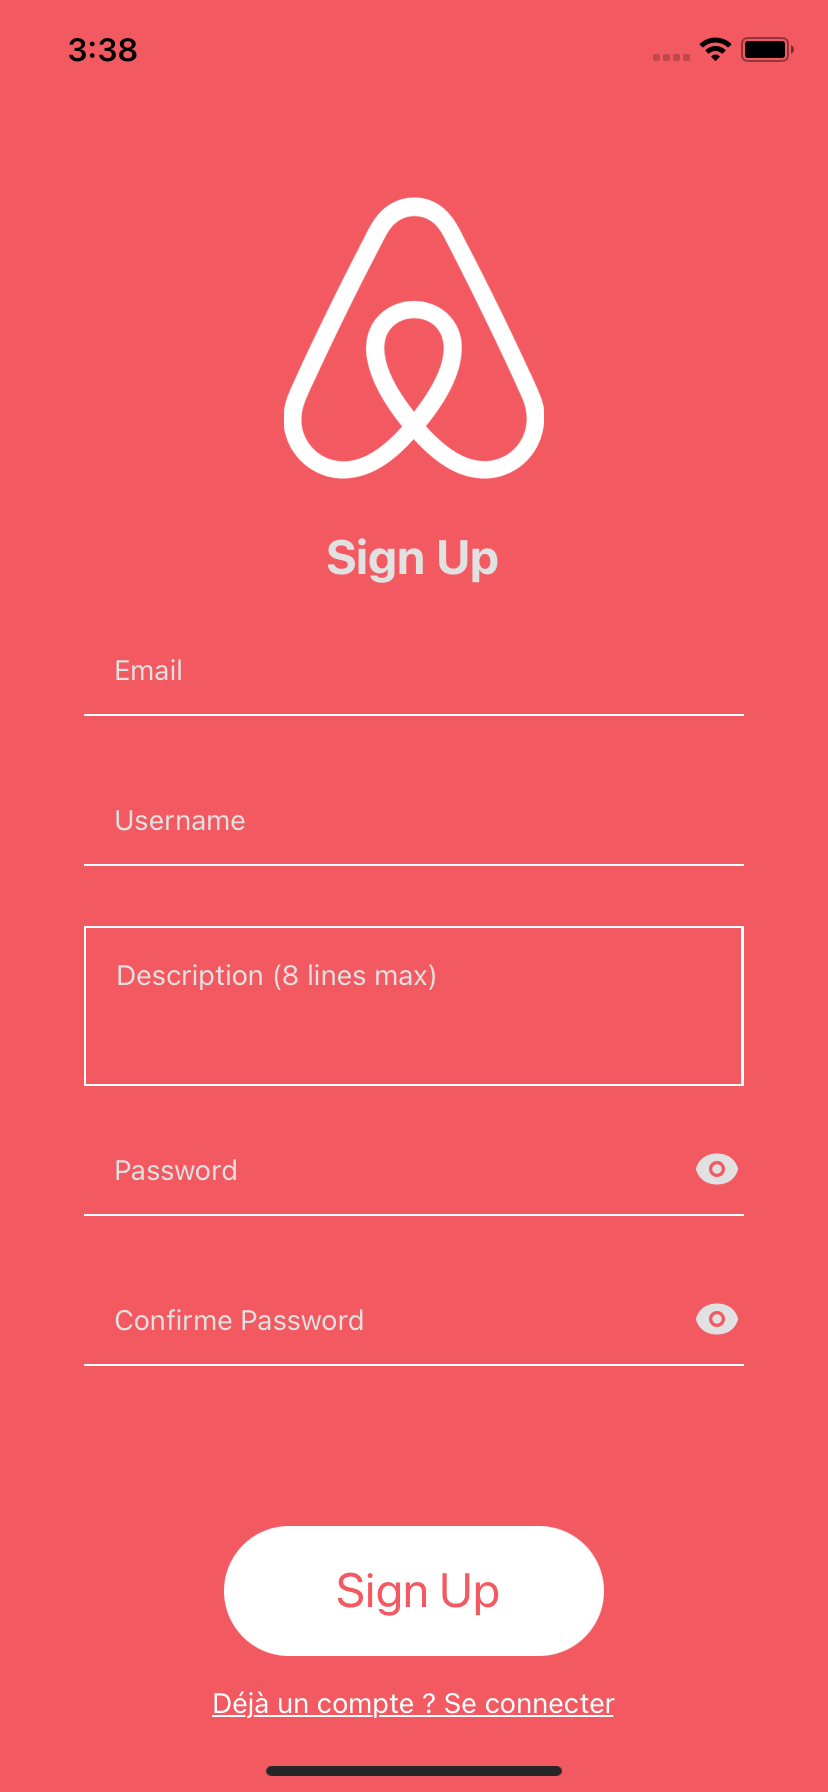 3:38
Sign Up
Email
Username
Description (8 lines max)
Password
Confirme Password
Sign Up
Déjà un compte ? Se connecter